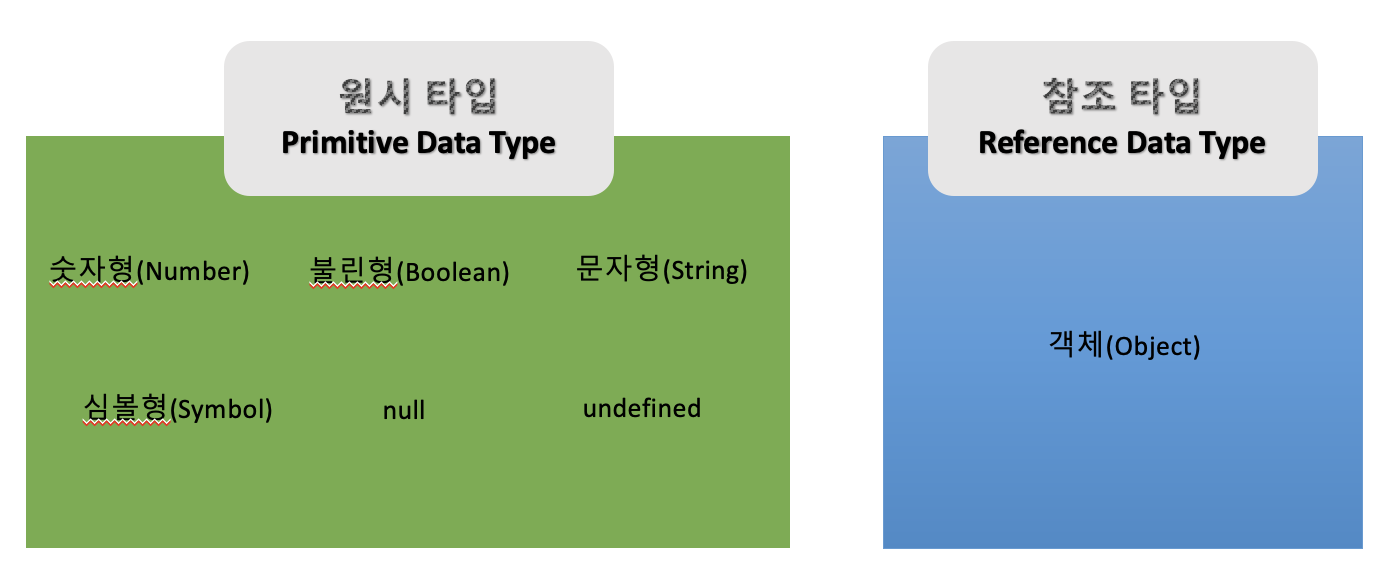 원시 타입
Primitive Data Type
숫자형(Number)
불린형(Boolean)
문자형(String)
심볼형(Symbol)
null
undefined
참조 타입
Reference Data Type
객체(Object)